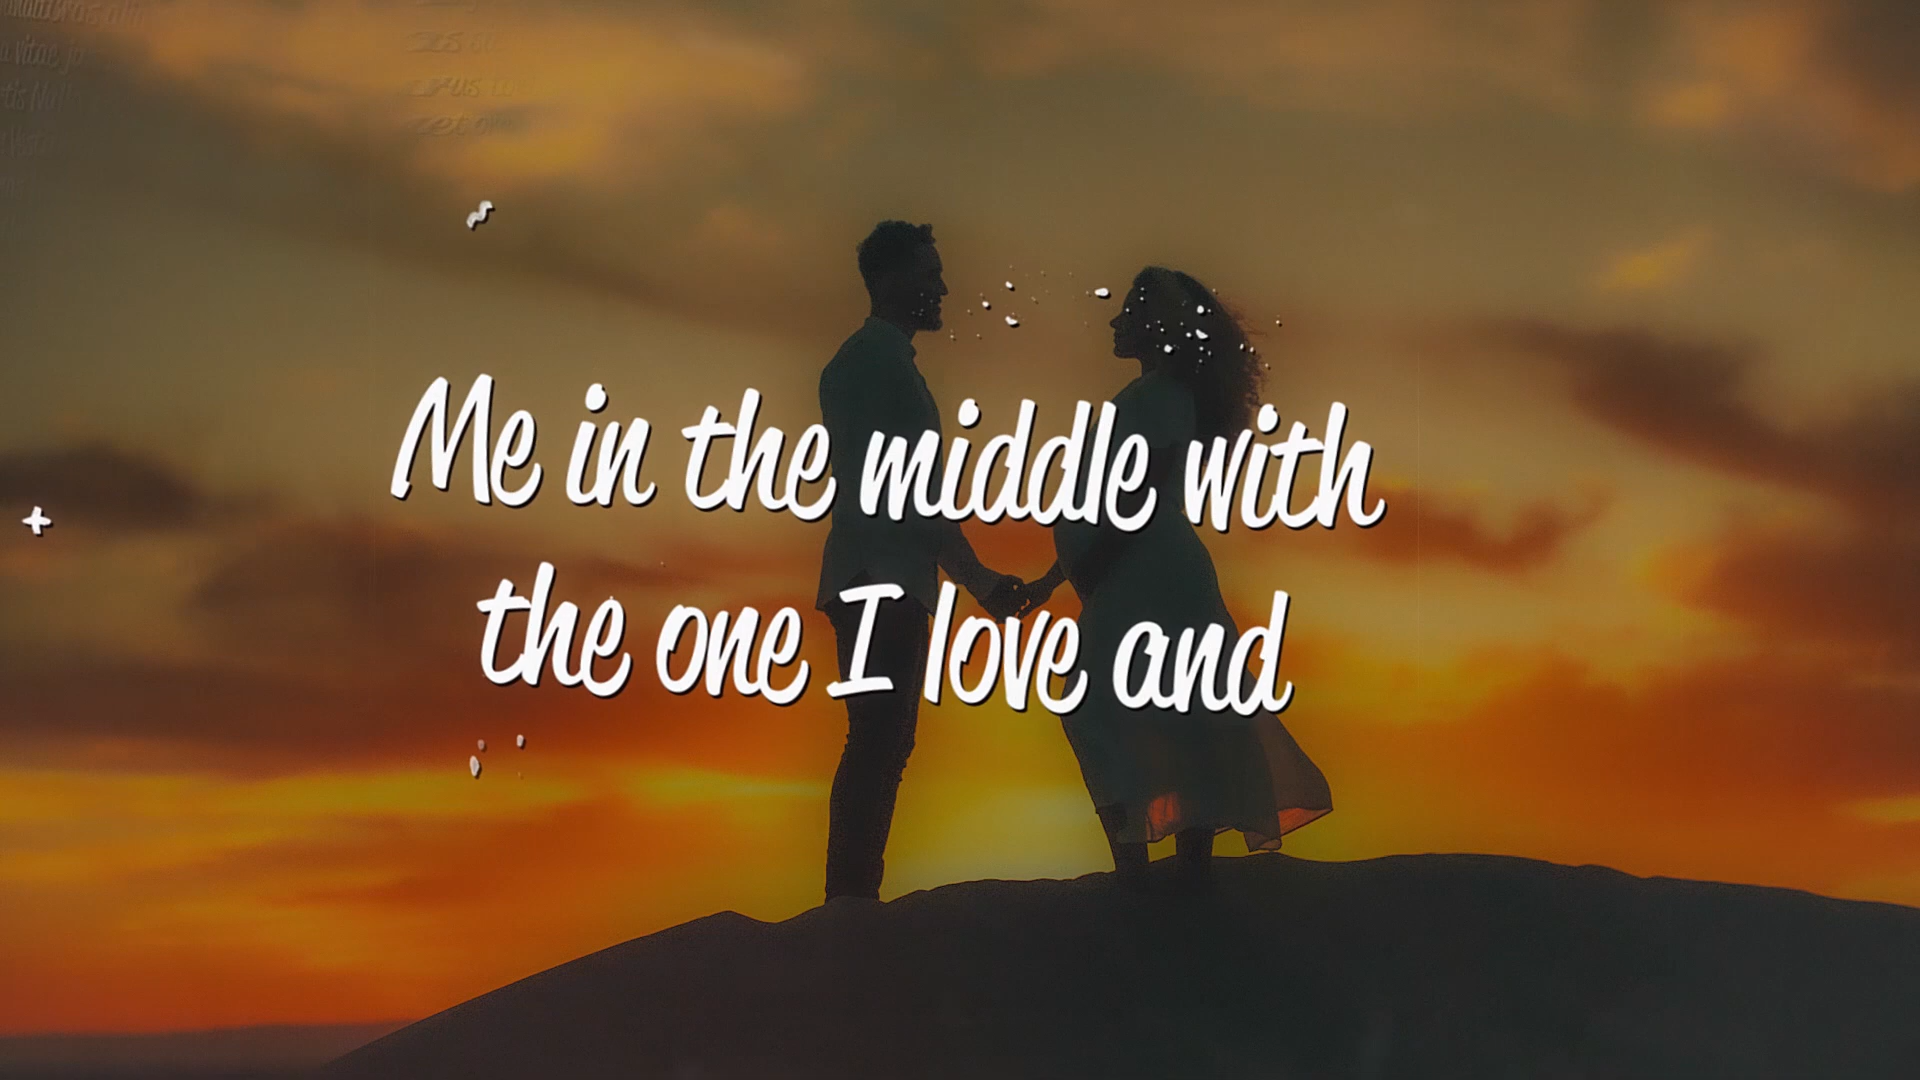 Me in the middle with
the one I love and